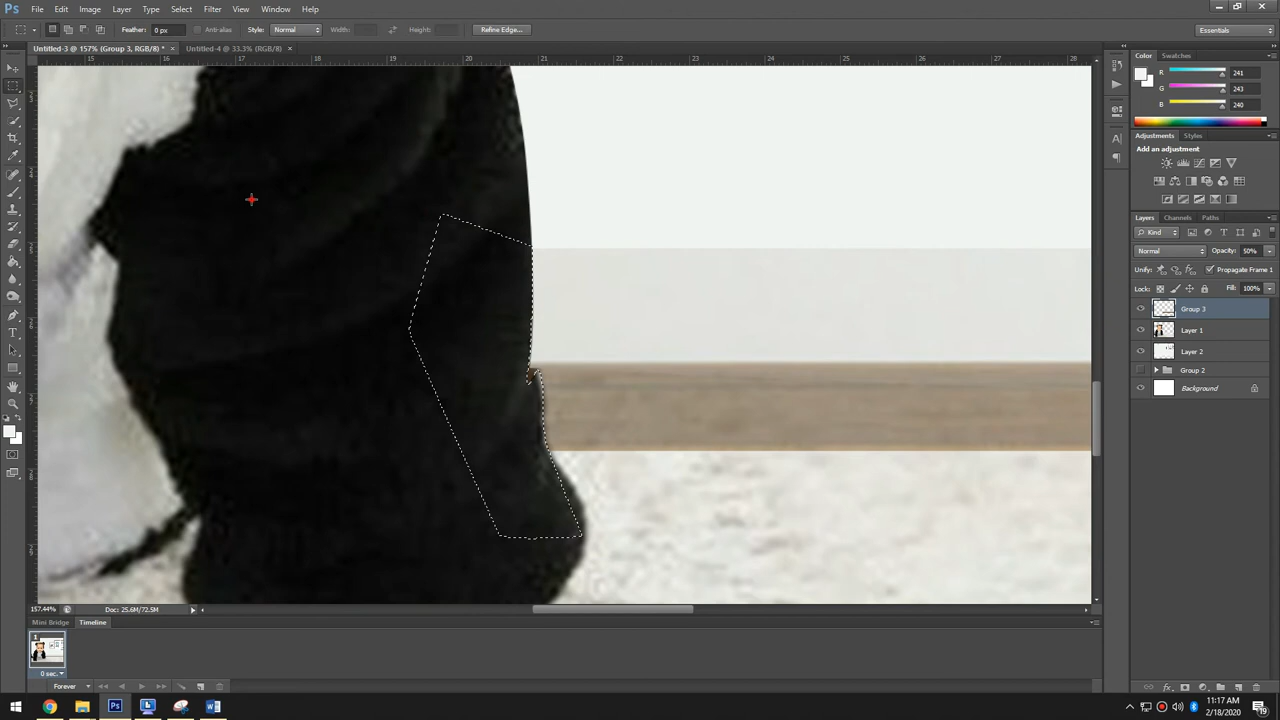 Ps File Edit Image Layer Type Select Filter View Window Help
Feather: 0 px Anti-alias Style: Normal Width: Height: Refine Edge... Essentials
Untitled-3 @ 157% (Group 3, RGB/8) * × Untitled-4 @ 33.3% (RGB/8) ×
15 16 17 18 19 20 21 22 23 24 25 26 27 28
Color Swatches
R 241
G 243
B 240
Adjustments Styles
Add an adjustment
Layers Channels Paths
Kind
Normal Opacity: 50%
Unify: Propagate Frame 1
Lock: Fill: 100%
Group 3
Layer 1
Layer 2
Group 2
Background
157.44% Doc: 25.6M/72.5M
Mini Bridge Timeline
1
0 sec.
Forever
11:17 AM
2/18/2020
19